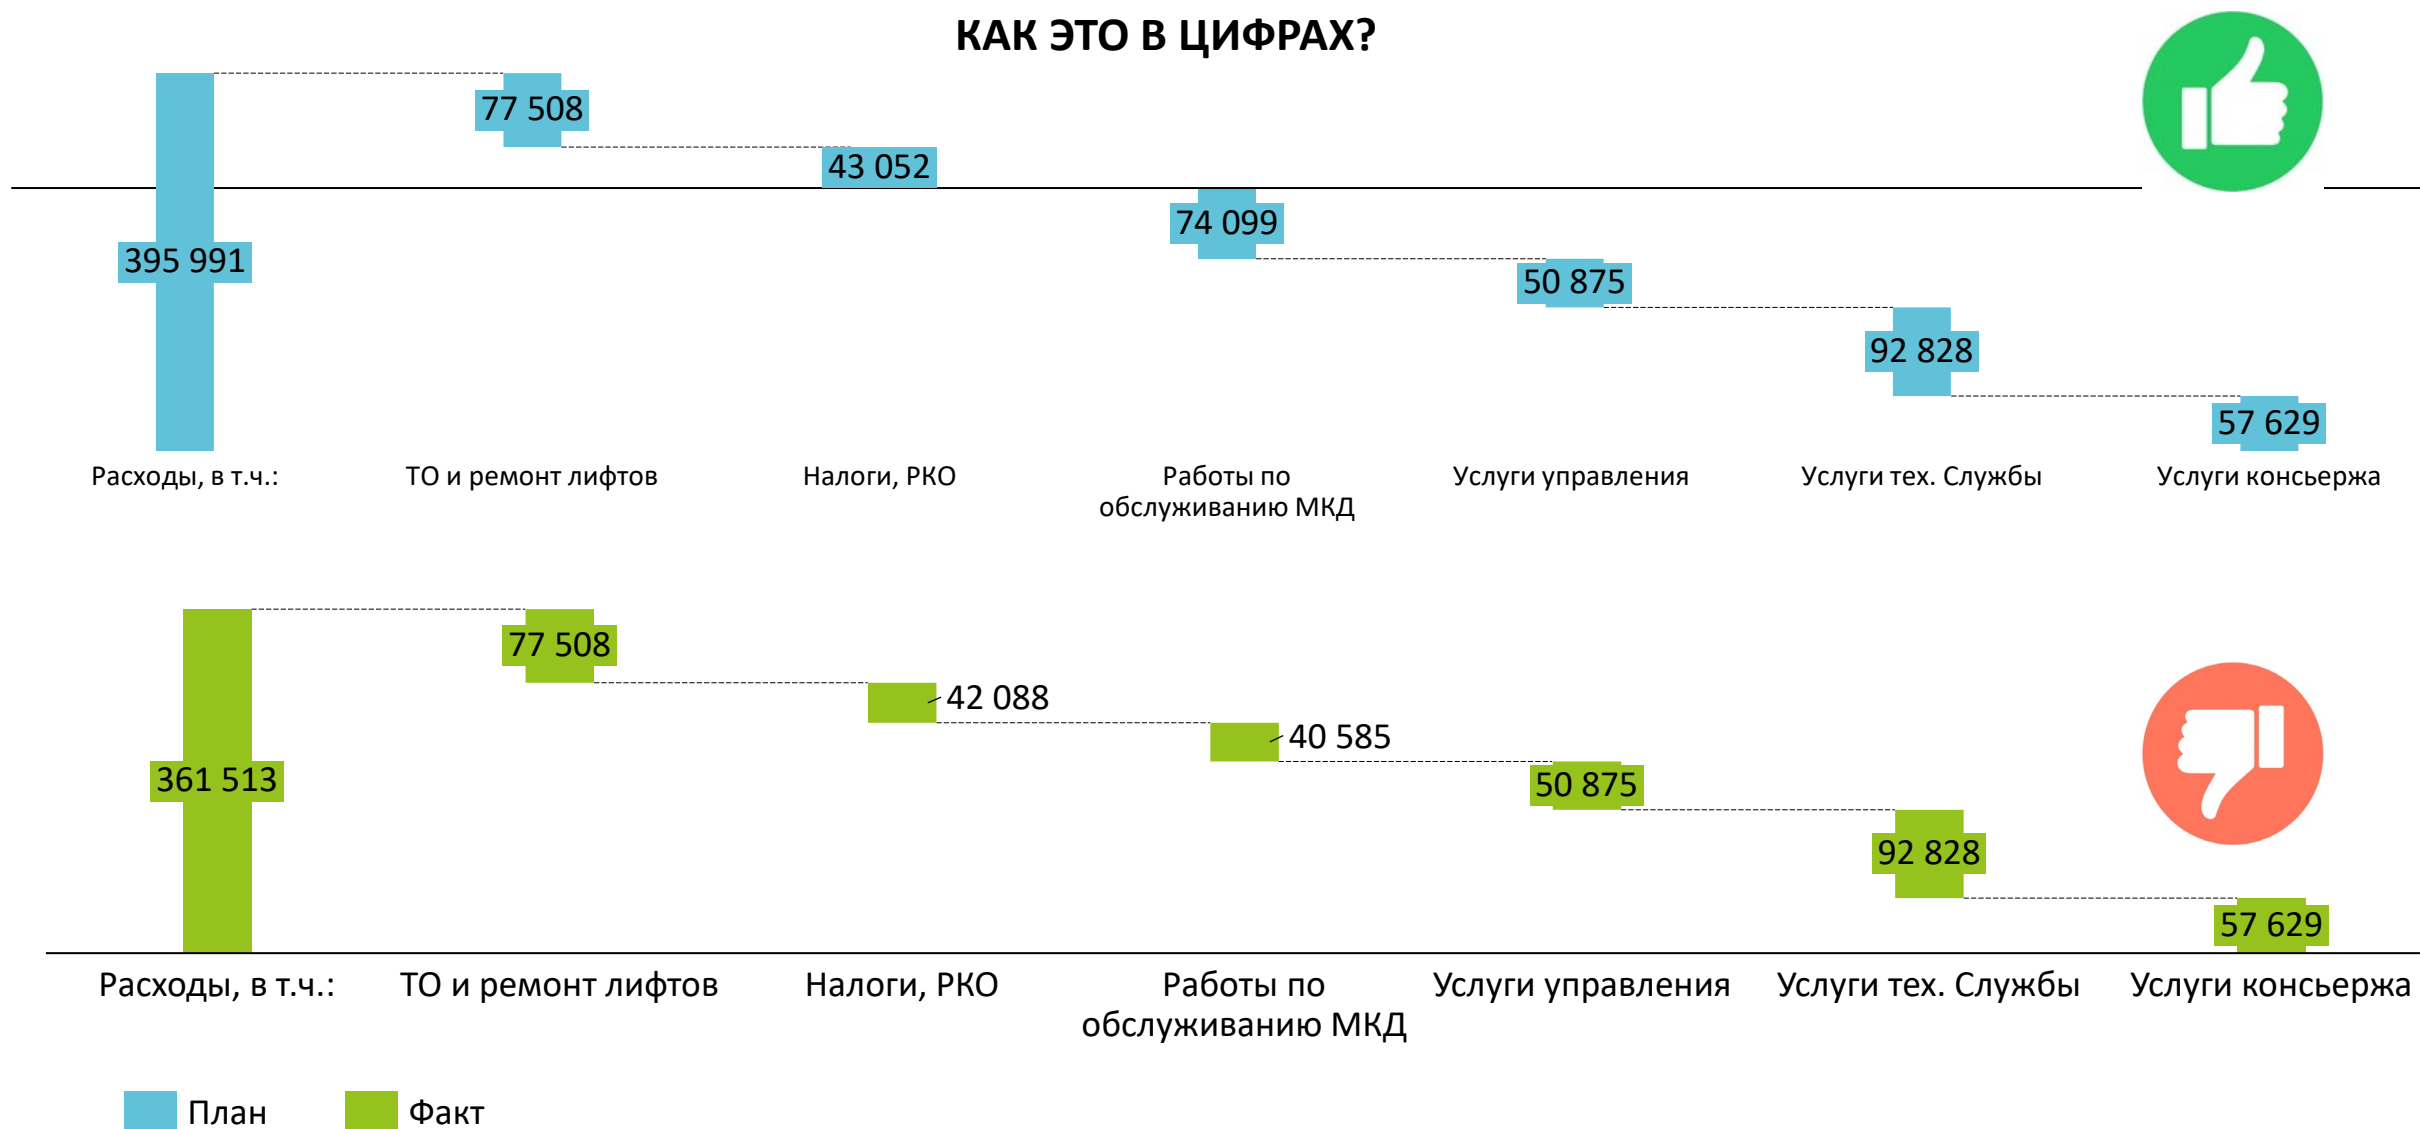 КАК ЭТО В ЦИФРАХ?
77 508
43 052
74 099
395 991
50 875
92 828
57 629
Расходы, в т.ч.:
ТО и ремонт лифтов
Налоги, РКО
Работы по
обслуживанию МКД
Услуги управления
Услуги тех. Службы
Услуги консьержа
77 508
42 088
40 585
361 513
50 875
92 828
57 629
Расходы, в т.ч.:
ТО и ремонт лифтов
Налоги, РКО
Работы по
обслуживанию МКД
Услуги управления
Услуги тех. Службы
Услуги консьержа
План
Факт